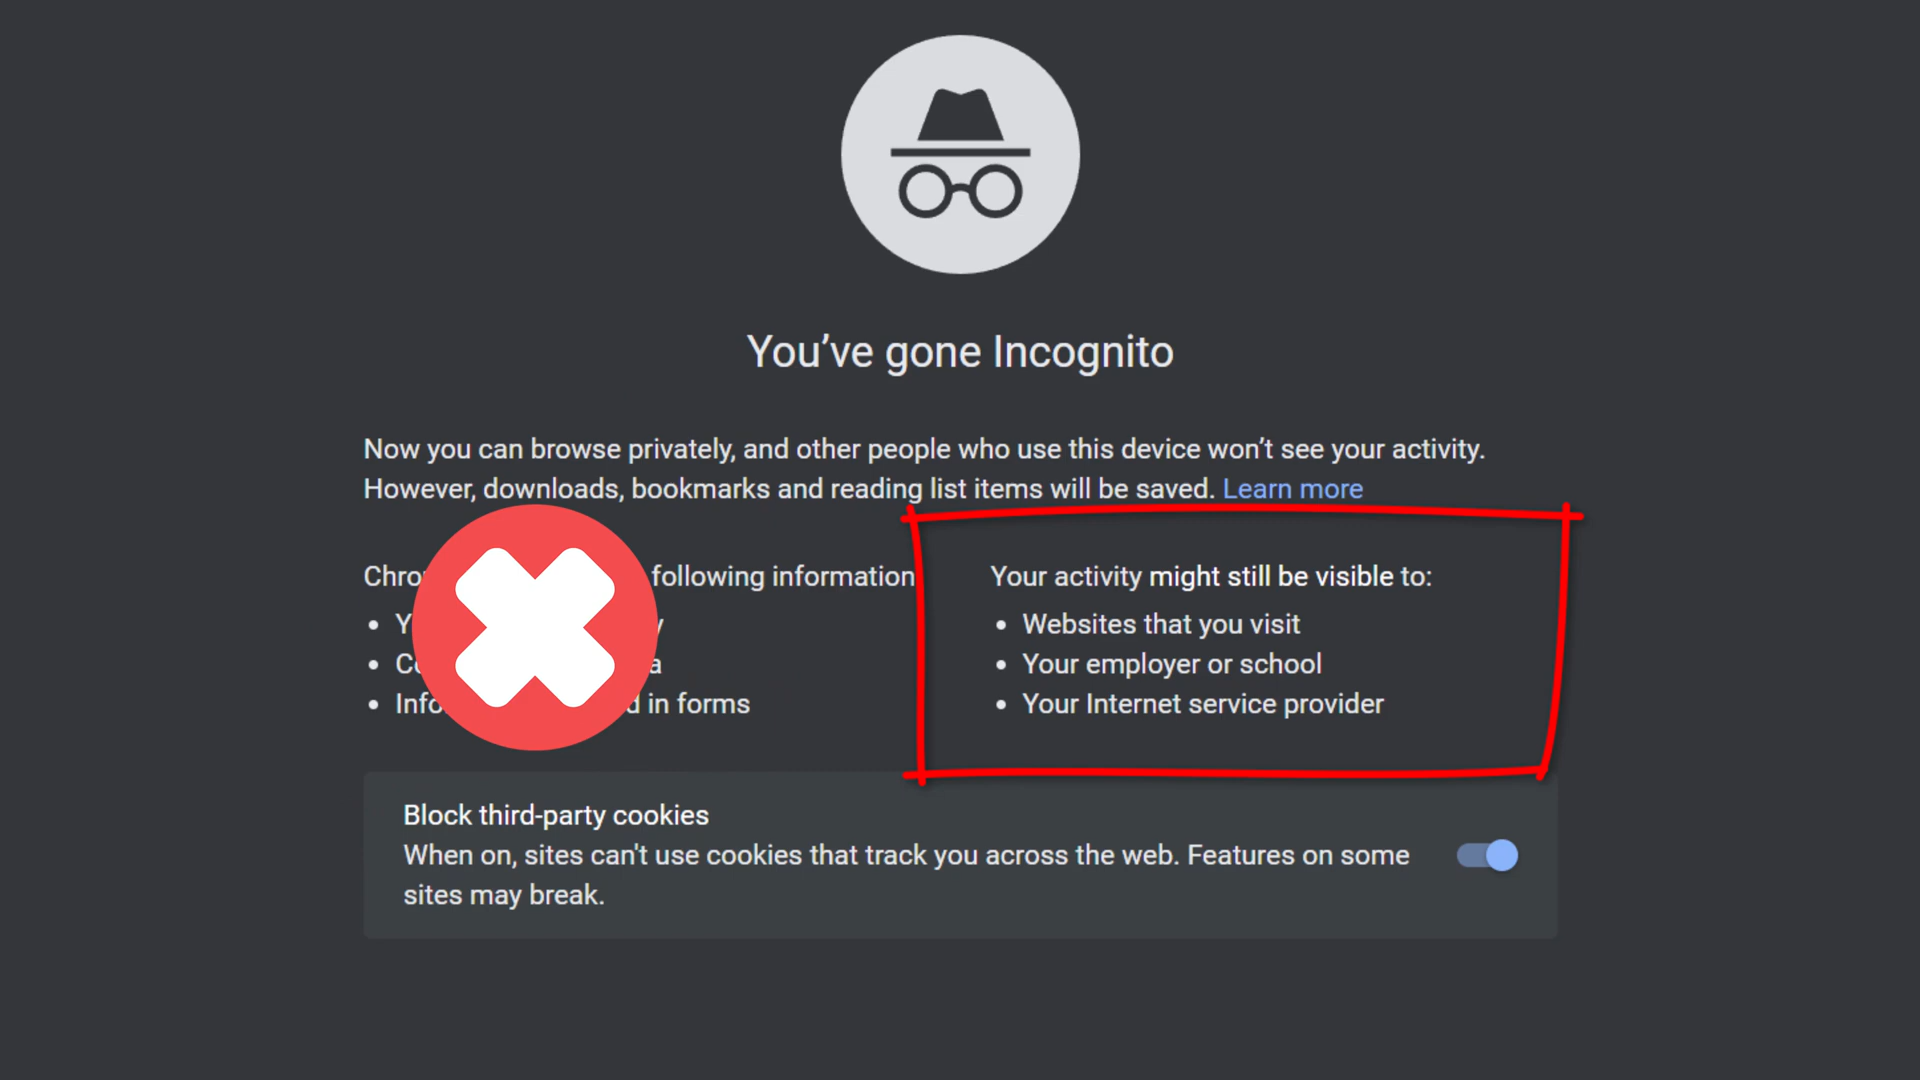 You've gone Incognito
Now you can browse privately, and other people who use this device won't see your activity.
However, downloads, bookmarks and reading list items will be saved. Learn more
following information
in forms
Your activity might still be visible to:
• Websites that you visit
• Your employer or school
• Your Internet service provider
Block third-party cookies
When on, sites can't use cookies that track you across the web. Features on some
sites may break.